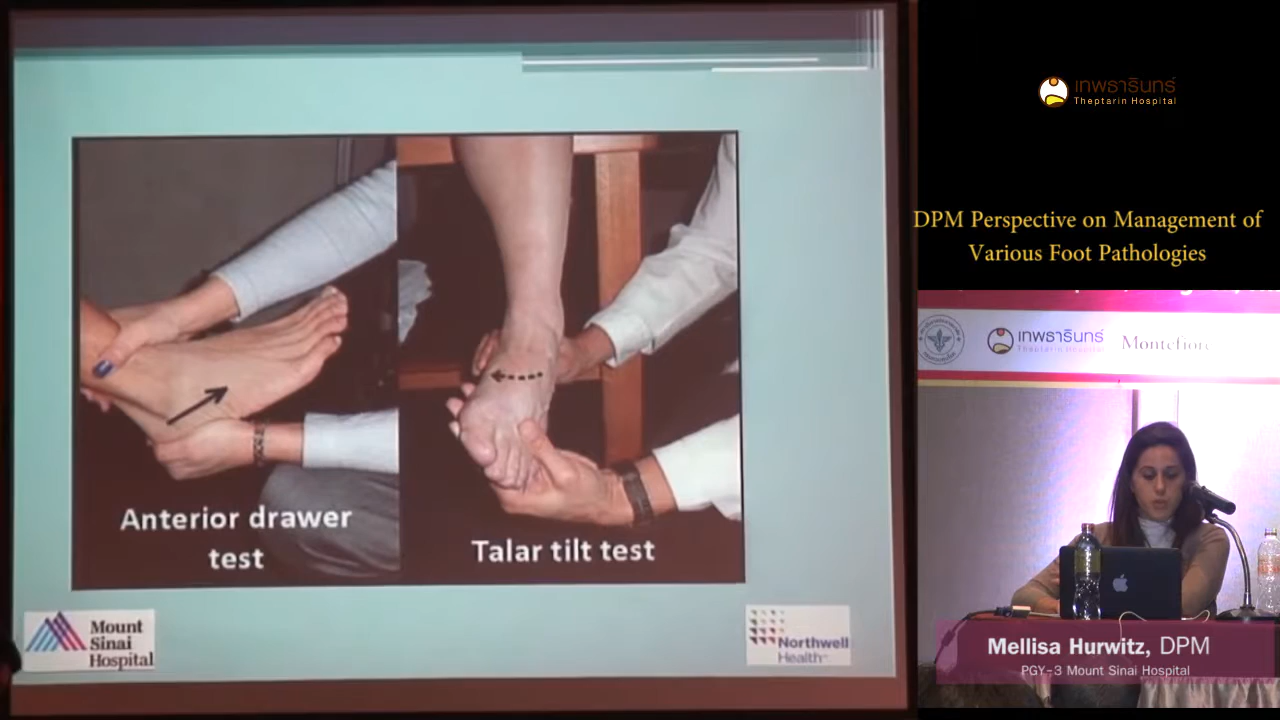 Anterior drawer
test
Talar tilt test
Mount
Sinai
Hospital
Northwell
Health
เทพธารินทร์
Theptarin Hospital
DPM Perspective on Management of
Various Foot Pathologies
เทพธารินทร์
Theptarin Hospital
Montefiore
Mellisa Hurwitz, DPM
PGY-3 Mount Sinai Hospital